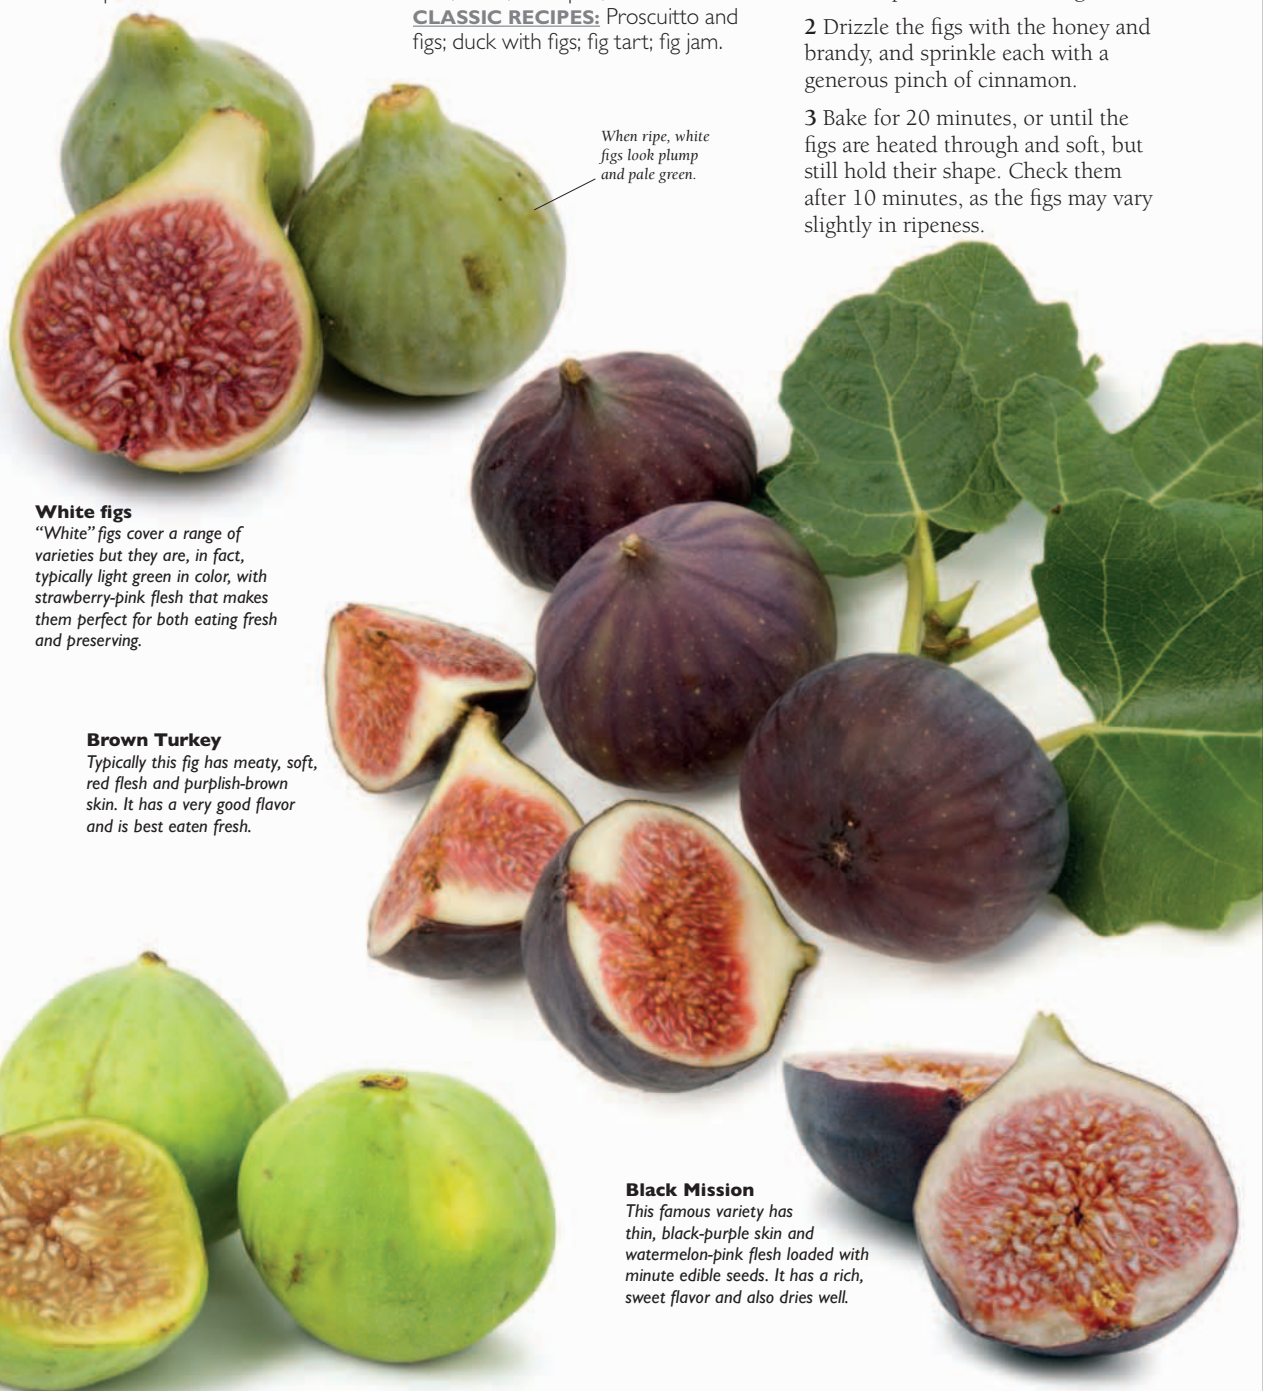 CLASSIC RECIPES: Proscuitto and
figs; duck with figs; fig tart; fig jam.
2 Drizzle the figs with the honey and
brandy, and sprinkle each with a
generous pinch of cinnamon.
3 Bake for 20 minutes, or until the
figs are heated through and soft, but
still hold their shape. Check them
after 10 minutes, as the figs may vary
slightly in ripeness.
When ripe, white
figs look plump
and pale green.
White figs
“White” figs cover a range of
varieties but they are, in fact,
typically light green in color, with
strawberry-pink flesh that makes
them perfect for both eating fresh
and preserving.
Brown Turkey
Typically this fig has meaty, soft,
red flesh and purplish-brown
skin. It has a very good flavor
and is best eaten fresh.
Black Mission
This famous variety has
thin, black-purple skin and
watermelon-pink flesh loaded with
minute edible seeds. It has a rich,
sweet flavor and also dries well.